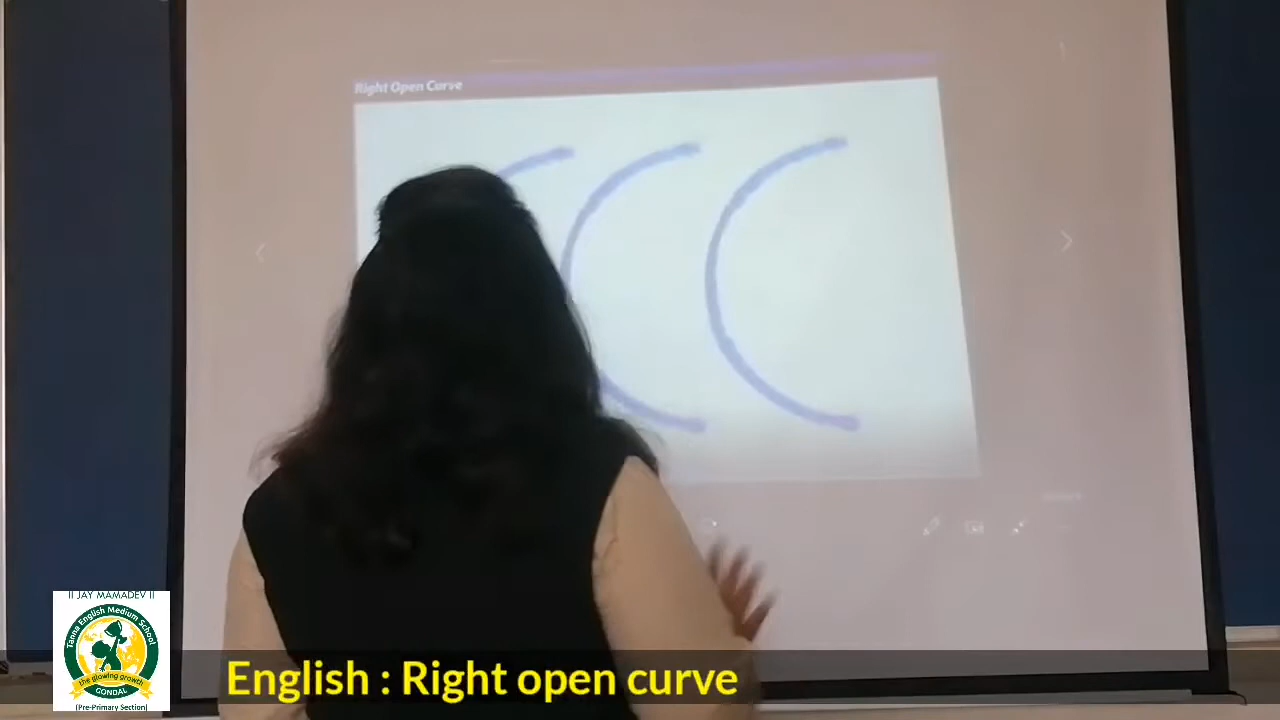 Right Open Curve
II JAY MAMADEV II
Tanna English Medium School
the glowing growth
GONDAL
(Pre-Primary Section)
English : Right open curve